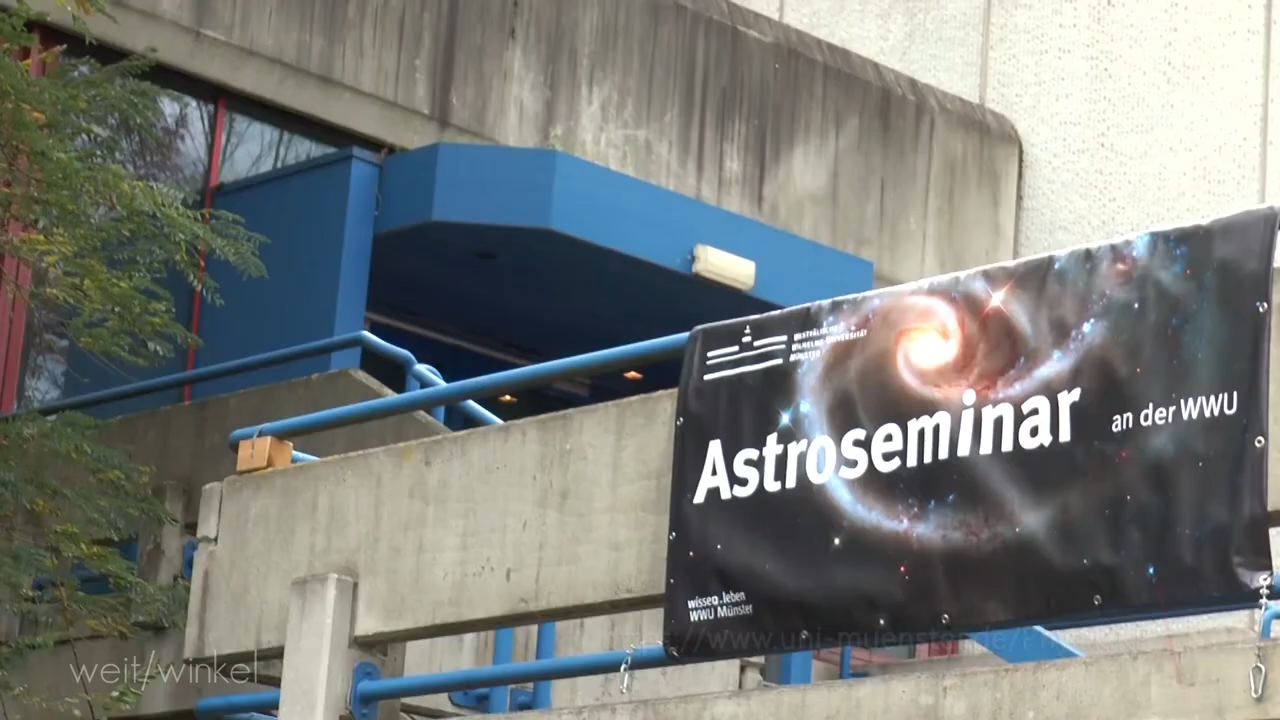 WESTFÄLISCHE
WILHELMS-UNIVERSITÄT
MÜNSTER
Astroseminar an der WWU
wissen.leben
WWU Münster
weit/winkel